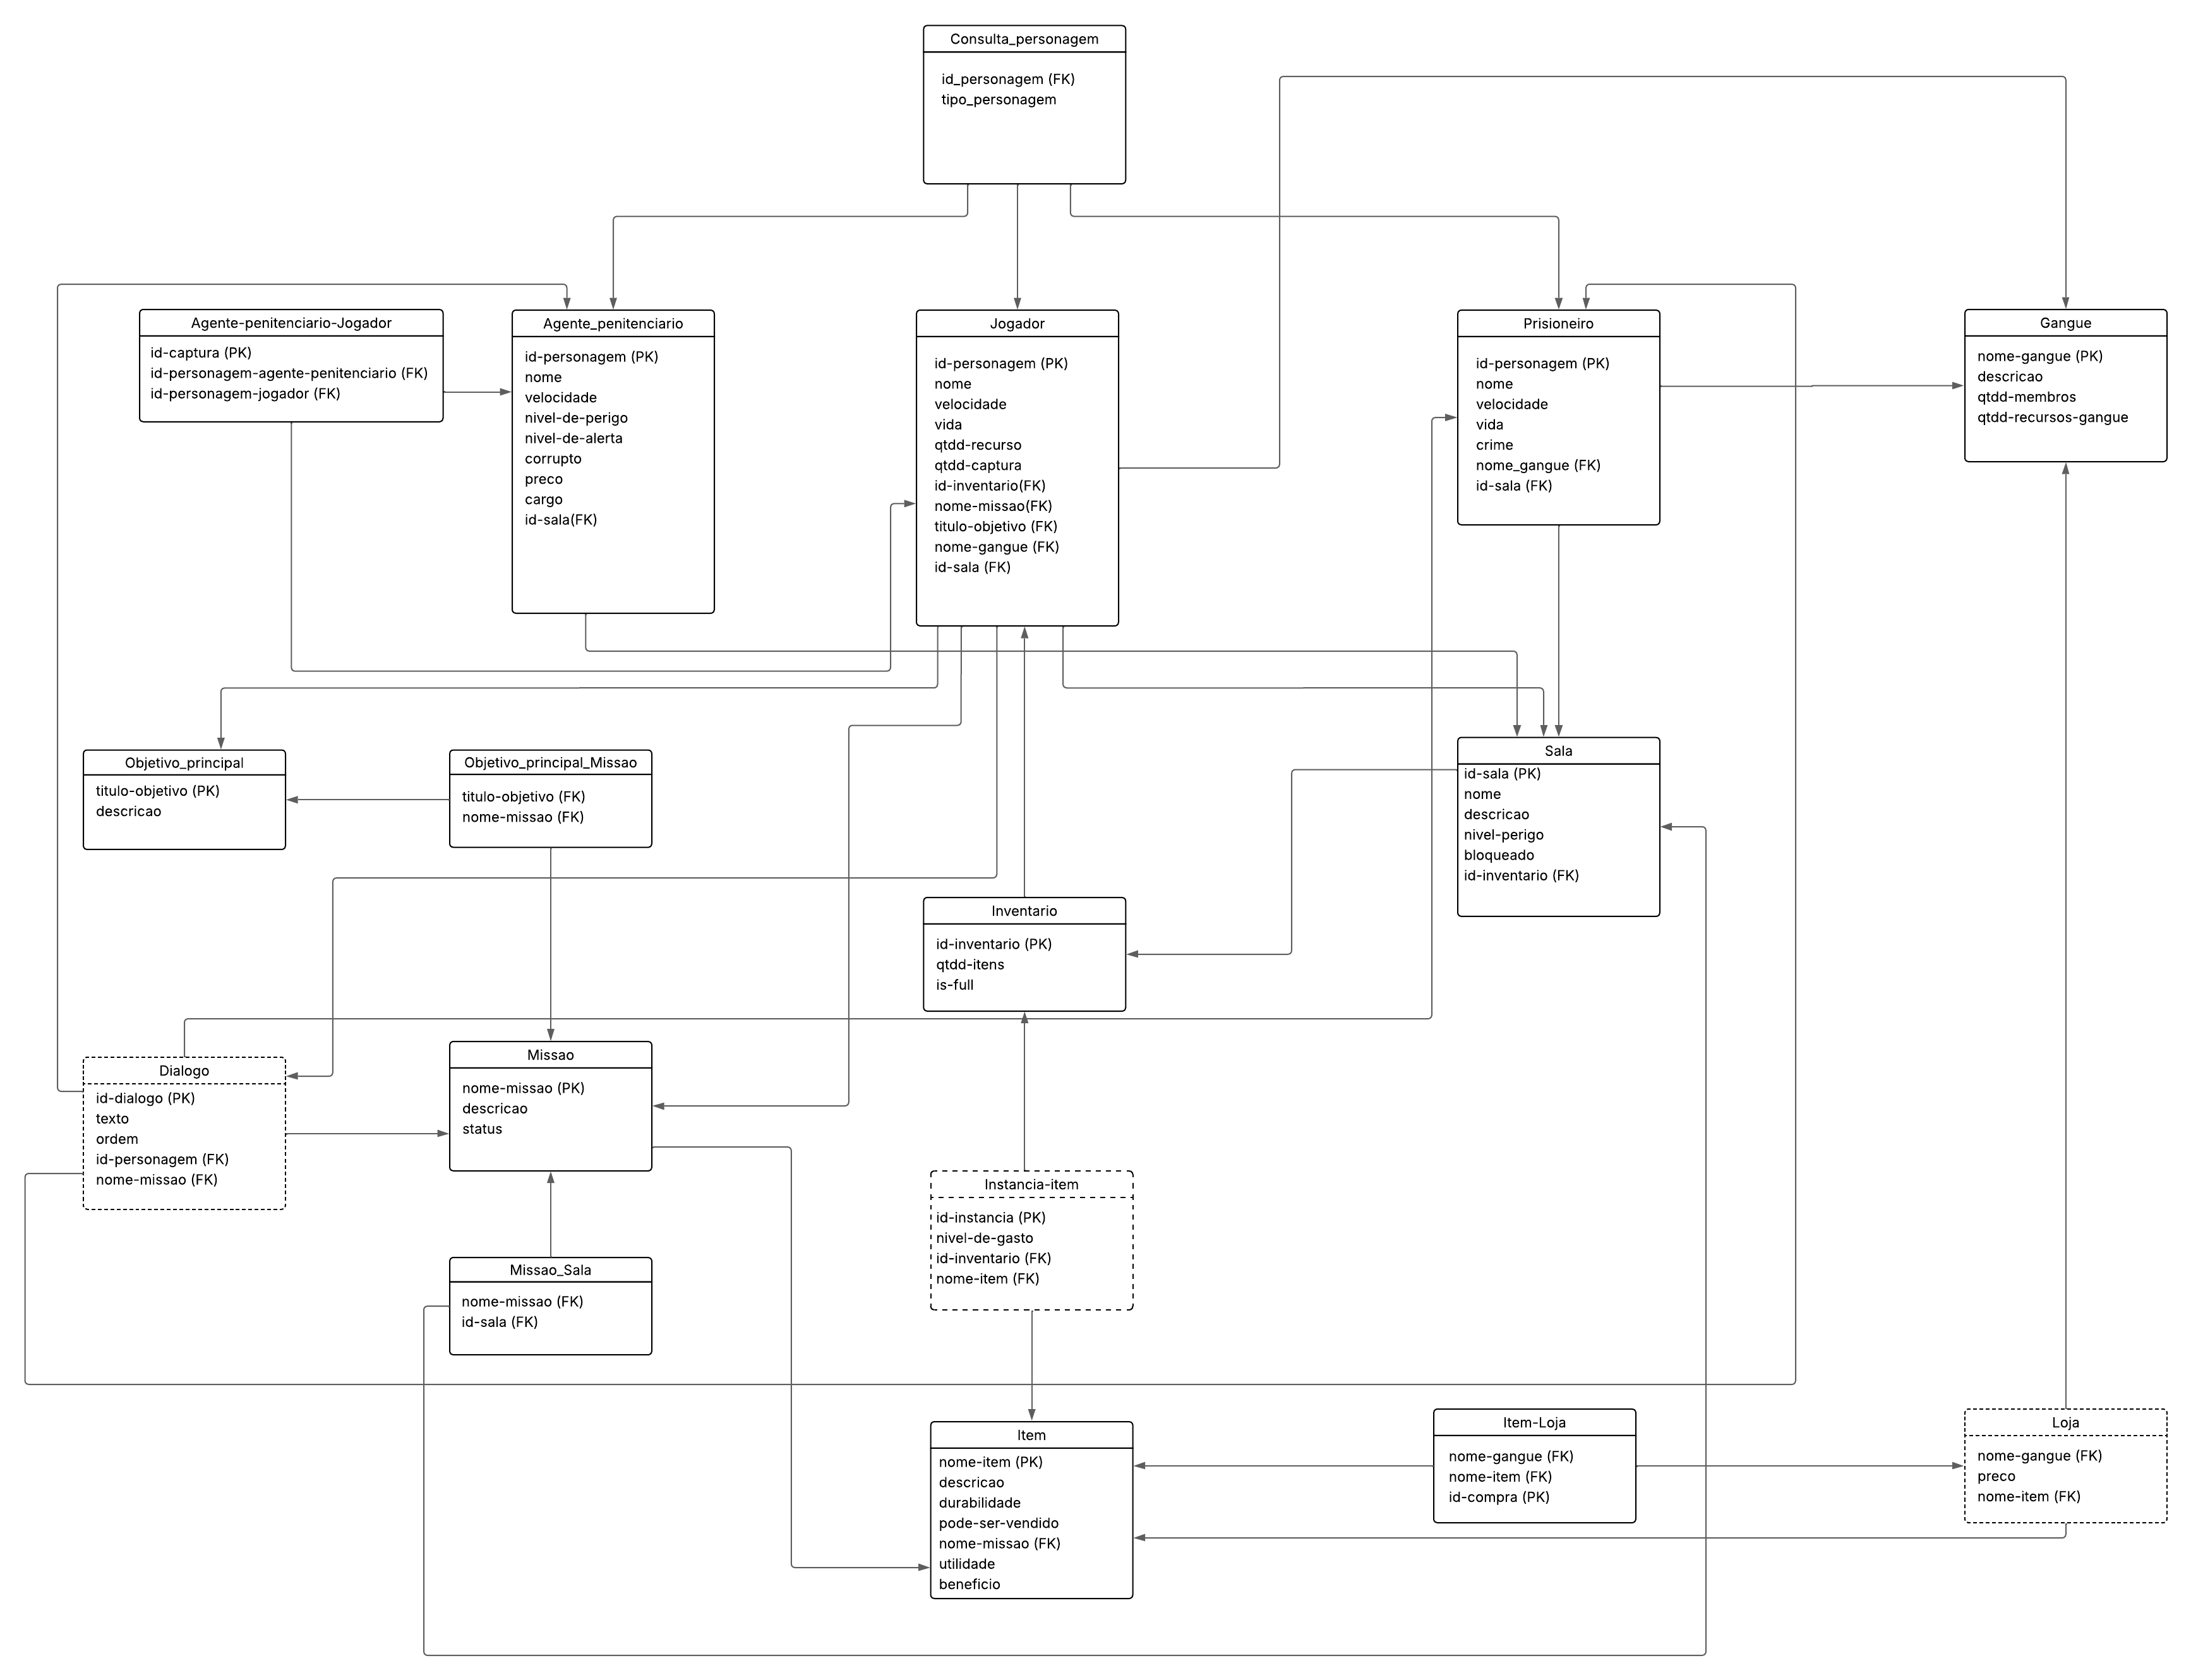 Consulta_personagem
id_personagem (FK)
tipo_personagem
Agente-penitenciario-Jogador
id-captura (PK)
id-personagem-agente-penitenciario (FK)
id-personagem-jogador (FK)
Agente_penitenciario
id-personagem (PK)
nome
velocidade
nivel-de-perigo
nivel-de-alerta
corrupto
preco
cargo
id-sala(FK)
Jogador
id-personagem (PK)
nome
velocidade
vida
qtdd-recurso
qtdd-captura
id-inventario(FK)
nome-missao(FK)
titulo-objetivo (FK)
nome-gangue (FK)
id-sala (FK)
Prisioneiro
id-personagem (PK)
nome
velocidade
vida
crime
nome_gangue (FK)
id-sala (FK)
Gangue
nome-gangue (PK)
descricao
qtdd-membros
qtdd-recursos-gangue
Objetivo_principal
titulo-objetivo (PK)
descricao
Objetivo_principal_Missao
titulo-objetivo (FK)
nome-missao (FK)
Sala
id-sala (PK)
nome
descricao
nivel-perigo
bloqueado
id-inventario (FK)
Inventario
id-inventario (PK)
qtdd-itens
is-full
Dialogo
id-dialogo (PK)
texto
ordem
id-personagem (FK)
nome-missao (FK)
Missao
nome-missao (PK)
descricao
status
Instancia-item
id-instancia (PK)
nivel-de-gasto
id-inventario (FK)
nome-item (FK)
Missao_Sala
nome-missao (FK)
id-sala (FK)
Item
nome-item (PK)
descricao
durabilidade
pode-ser-vendido
nome-missao (FK)
utilidade
beneficio
Item-Loja
nome-gangue (FK)
nome-item (FK)
id-compra (PK)
Loja
nome-gangue (FK)
preco
nome-item (FK)